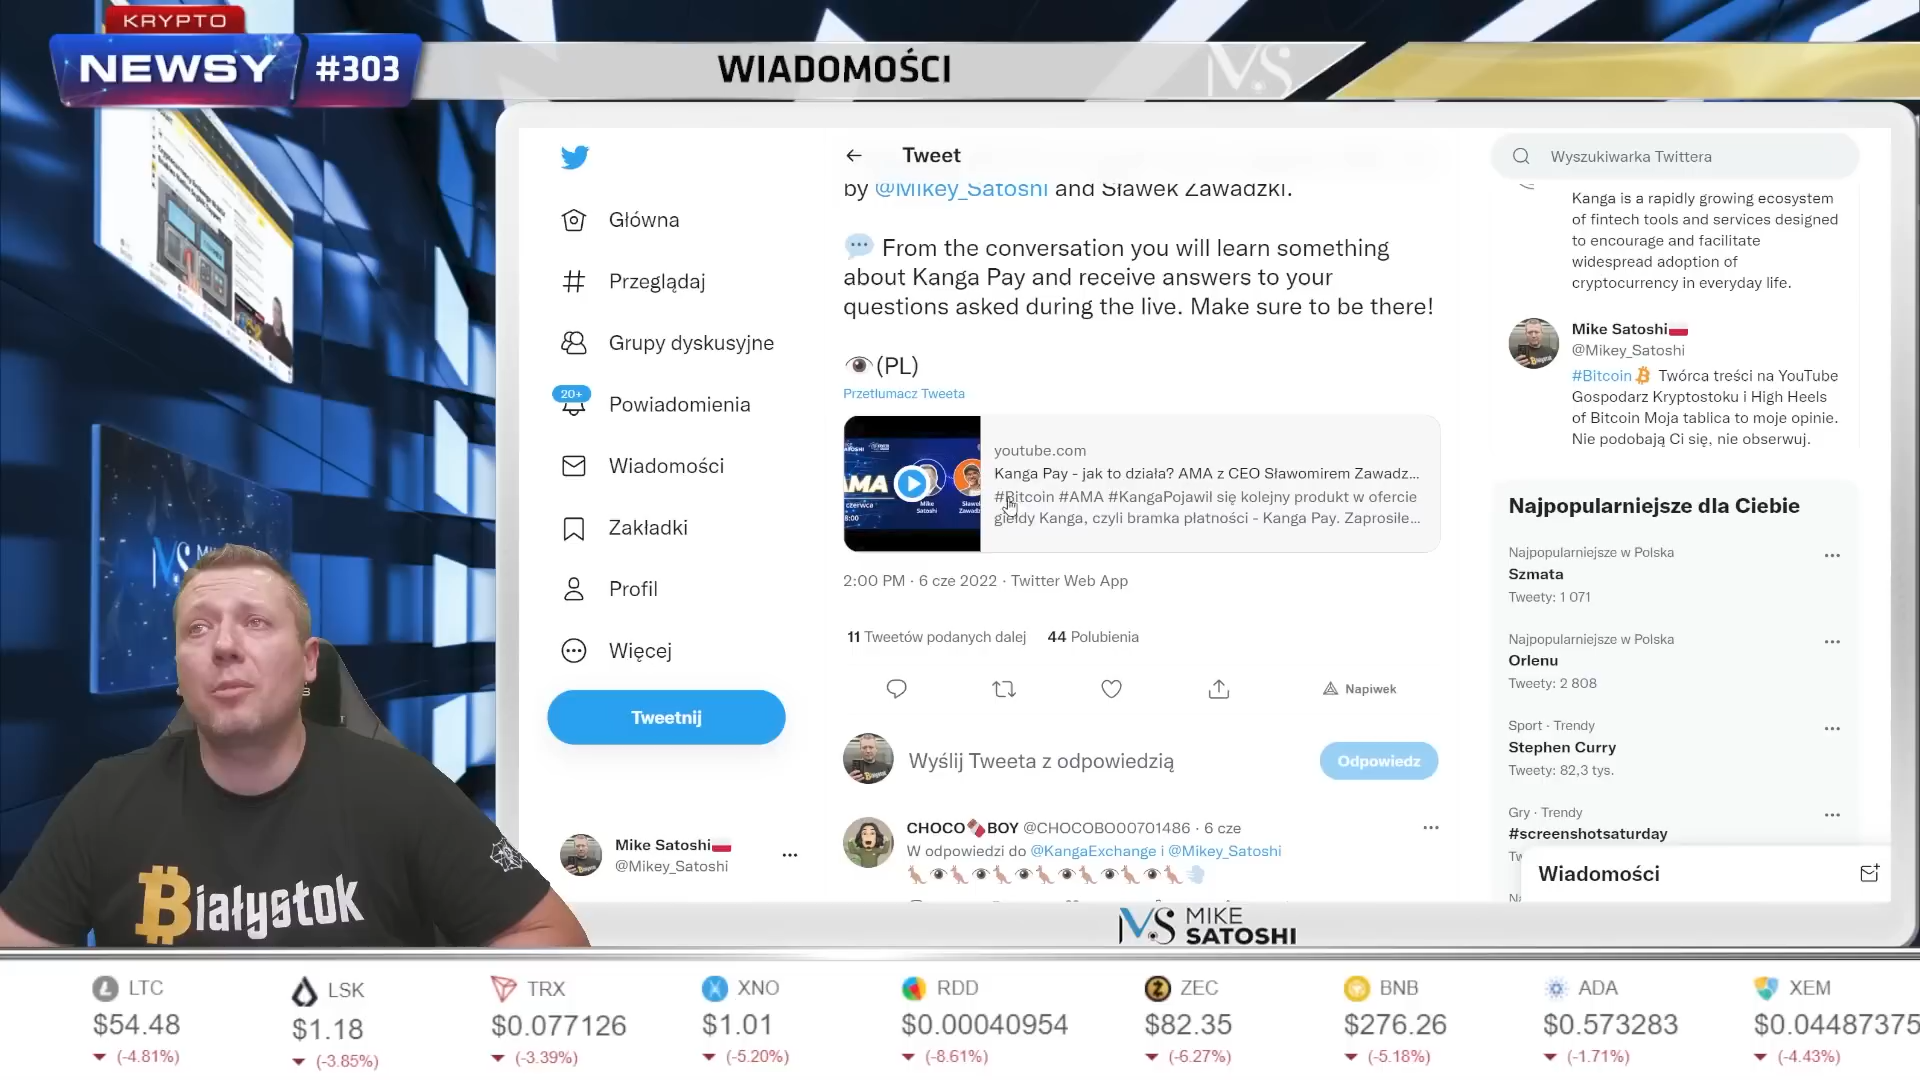 KRYPTO
NEWSY #303
WIADOMOŚCI
MS
Tweet
Wyszukiwarka Twittera
by @Mikey_Satoshi and Sławek Zawadzki.
💬 From the conversation you will learn something
about Kanga Pay and receive answers to your
questions asked during the live. Make sure to be there!
👁(PL)
Przetłumacz Tweeta
AMA
czerwca
8:00
Mike
Satoshi
youtube.com
Kanga Pay - jak to działa? AMA z CEO Sławomirem Zawadz...
#Bitcoin #AMA #KangaPojawił się kolejny produkt w ofercie
giełdy Kanga, czyli bramka płatności - Kanga Pay. Zaprosiłe...
2:00 PM · 6 cze 2022 · Twitter Web App
11 Tweetów podanych dalej 44 Polubienia
Napiwek
Wyślij Tweeta z odpowiedzią
Odpowiedz
CHOCO🍫BOY @CHOCOBO00701486 · 6 cze
W odpowiedzi do @KangaExchange i @Mikey_Satoshi
🦘👁🦘👁🦘👁🦘👁🦘👁🦘👁🦘💨
Główna
Przeglądaj
Grupy dyskusyjne
20+
Powiadomienia
Wiadomości
Zakładki
Profil
Więcej
Tweetnij
Mike Satoshi🇵🇱
@Mikey_Satoshi
Kanga is a rapidly growing ecosystem
of fintech tools and services designed
to encourage and facilitate
widespread adoption of
cryptocurrency in everyday life.
Mike Satoshi🇵🇱
@Mikey_Satoshi
#Bitcoin Twórca treści na YouTube
Gospodarz Kryptostoku i High Heels
of Bitcoin Moja tablica to moje opinie.
Nie podobają Ci się, nie obserwuj.
Najpopularniejsze dla Ciebie
Najpopularniejsze w Polska
Szmata
Tweety: 1 071
Najpopularniejsze w Polska
Orlenu
Tweety: 2 808
Sport · Trendy
Stephen Curry
Tweety: 82,3 tys.
Gry · Trendy
#screenshotsaturday
Wiadomości
Białystok
MS MIKE
SATOSHI
LTC
$54.48
(-4.81%)
LSK
$1.18
(-3.85%)
TRX
$0.077126
(-3.39%)
XNO
$1.01
(-5.20%)
RDD
$0.00040954
(-8.61%)
ZEC
$82.35
(-6.27%)
BNB
$276.26
(-5.18%)
ADA
$0.573283
(-1.71%)
XEM
$0.04487375
(-4.43%)